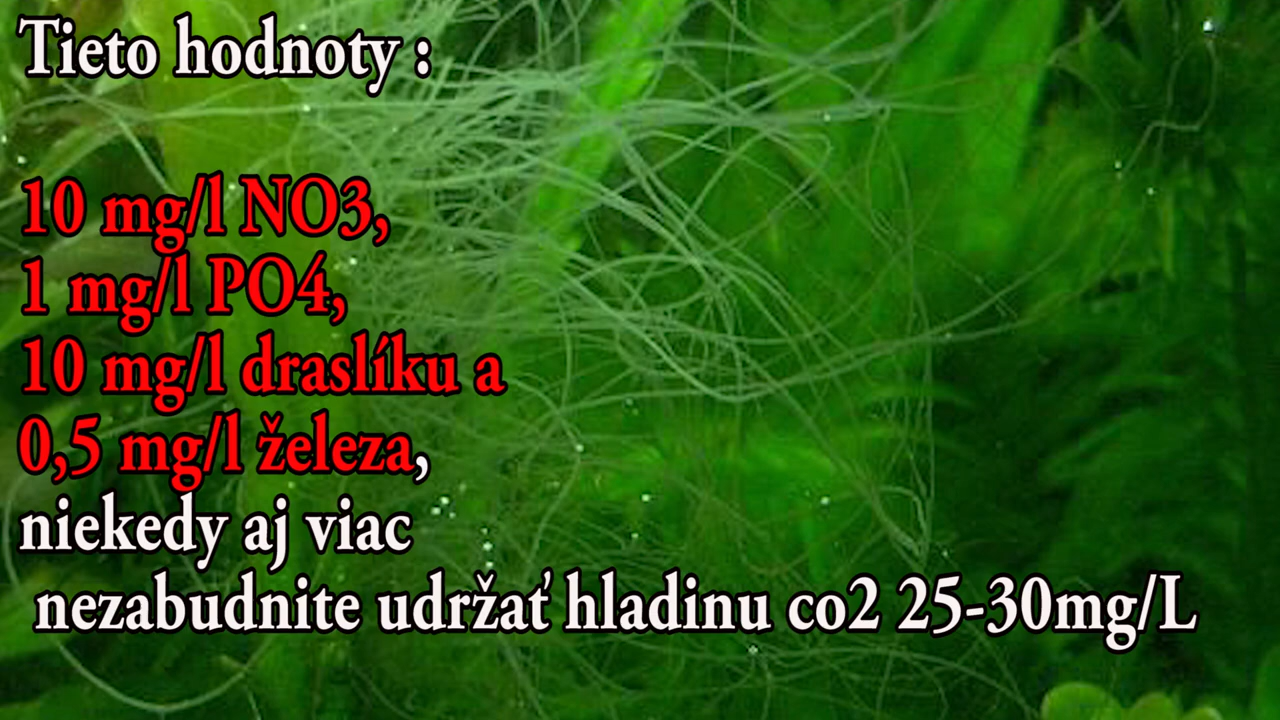 Tieto hodnoty :
10 mg/l NO3,
1 mg/l PO4,
10 mg/l draslíku a
0,5 mg/l železa,
niekedy aj viac
nezabudnite udržať hladinu co2 25-30mg/L